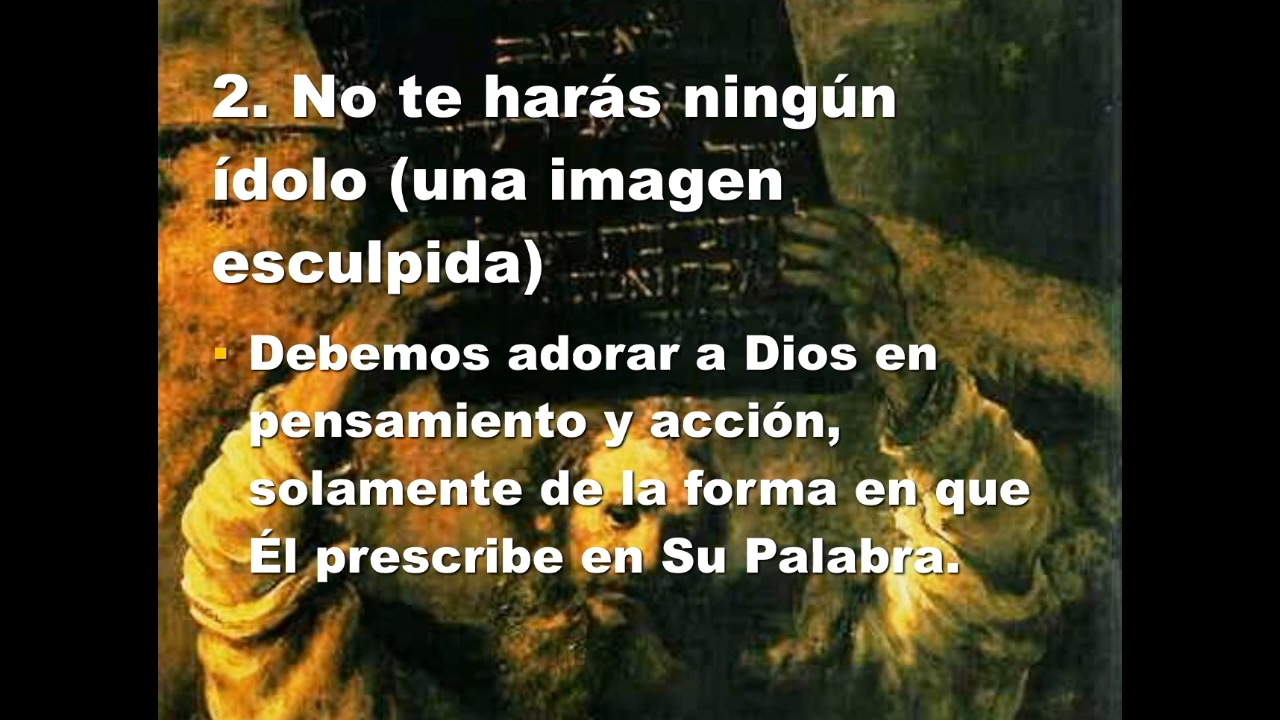 2. No te harás ningún
ídolo (una imagen
esculpida)
▪ Debemos adorar a Dios en
pensamiento y acción,
solamente de la forma en que
Él prescribe en Su Palabra.